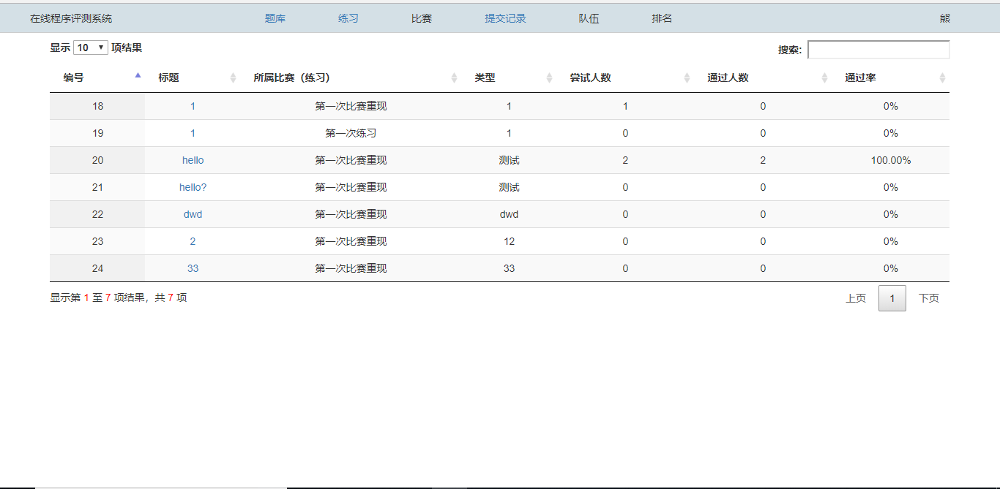 在线程序评测系统 题库 练习 比赛 提交记录 队伍 排名 熊
显示 10 项结果 搜索:
编号 标题 所属比赛（练习） 类型 尝试人数 通过人数 通过率
18 1 第一次比赛重现 1 1 0 0%
19 1 第一次练习 1 0 0 0%
20 hello 第一次比赛重现 测试 2 2 100.00%
21 hello? 第一次比赛重现 测试 0 0 0%
22 dwd 第一次比赛重现 dwd 0 0 0%
23 2 第一次比赛重现 12 0 0 0%
24 33 第一次比赛重现 33 0 0 0%
显示第 1 至 7 项结果，共 7 项 上页 1 下页